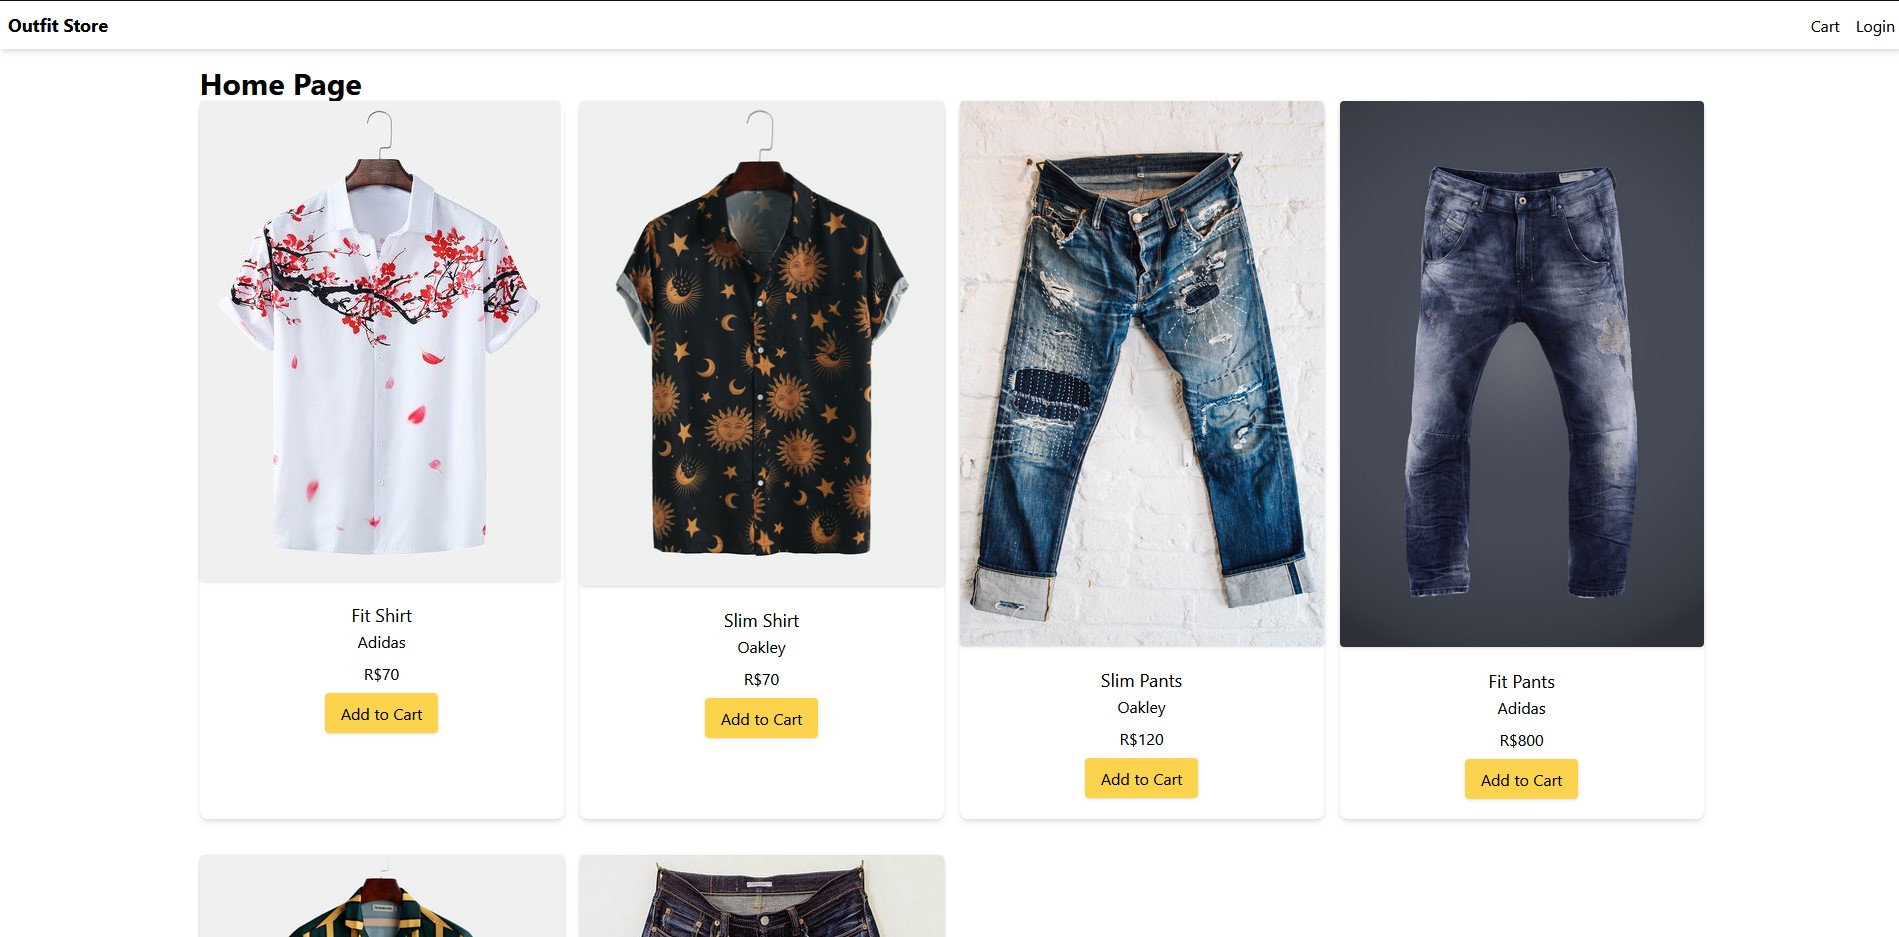 Outfit Store
Cart
Login
Home Page
Fit Shirt
Adidas
R$70
Add to Cart
Slim Shirt
Oakley
R$70
Add to Cart
Slim Pants
Oakley
R$120
Add to Cart
Fit Pants
Adidas
R$800
Add to Cart